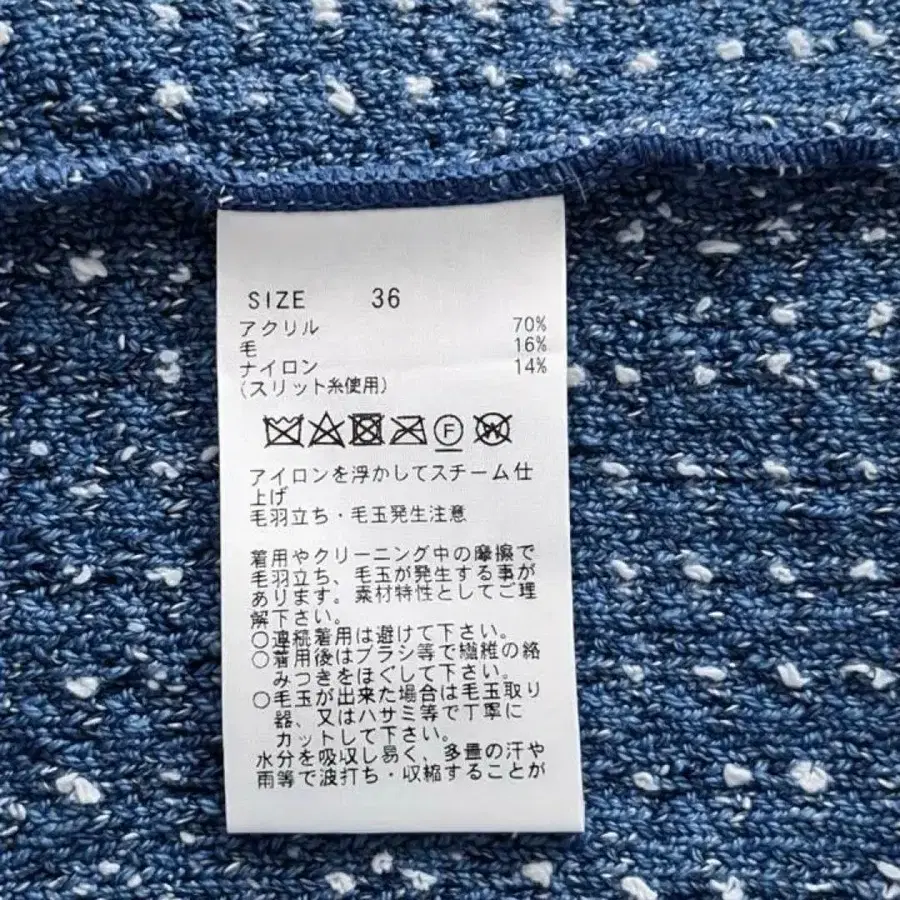 SIZE 36
アクリル 70%
毛 16%
ナイロン 14%
(スリット糸使用)
F W
アイロンを浮かしてスチーム仕
上げ
毛羽立ち・毛玉発生注意
着用やクリーニング中の摩擦で
毛羽立ち、毛玉が発生する事が
あります。素材特性としてご理
解下さい。
○連続着用は避けて下さい。
○着用後はブラシ等で繊維の絡
みつきをほぐして下さい。
○毛玉が出来た場合は毛玉取り
器、又はハサミ等で丁寧に
カットして下さい。
水分を吸収し易く、多量の汗や
雨等で波打ち・収縮することが